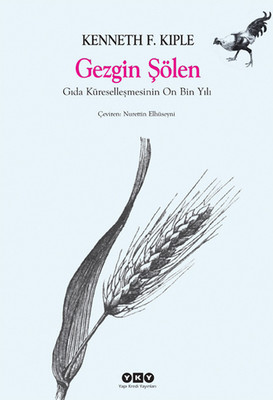 KENNETH F. KIPLE
Gezgin Şölen
Gıda Küreselleşmesinin On Bin Yılı
Çeviren: Nurettin Elhüseyni
YKY
Yapı Kredi Yayınları